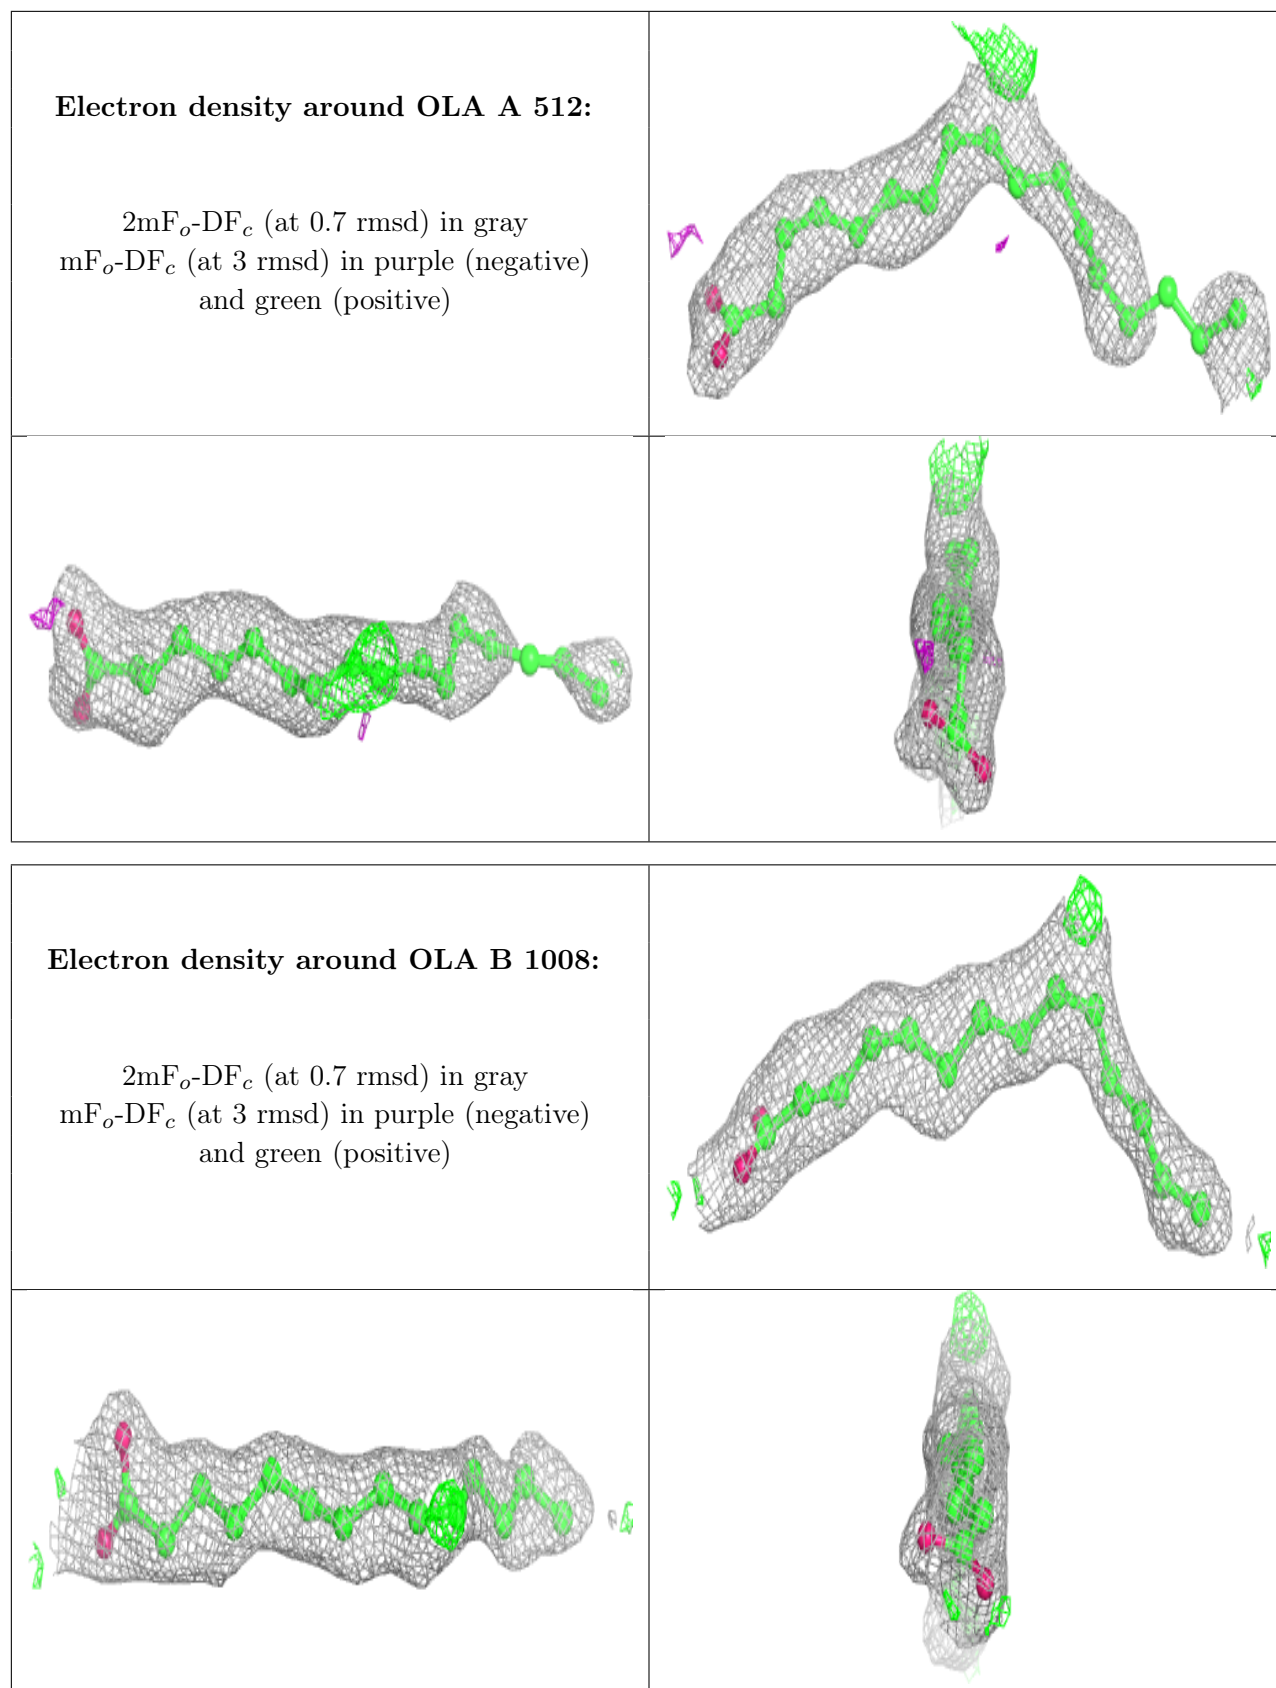 Electron density around OLA A 512:
2mFₒ-DF𝒸 (at 0.7 rmsd) in gray
mFₒ-DF𝒸 (at 3 rmsd) in purple (negative)
and green (positive)
Electron density around OLA B 1008:
2mFₒ-DF𝒸 (at 0.7 rmsd) in gray
mFₒ-DF𝒸 (at 3 rmsd) in purple (negative)
and green (positive)